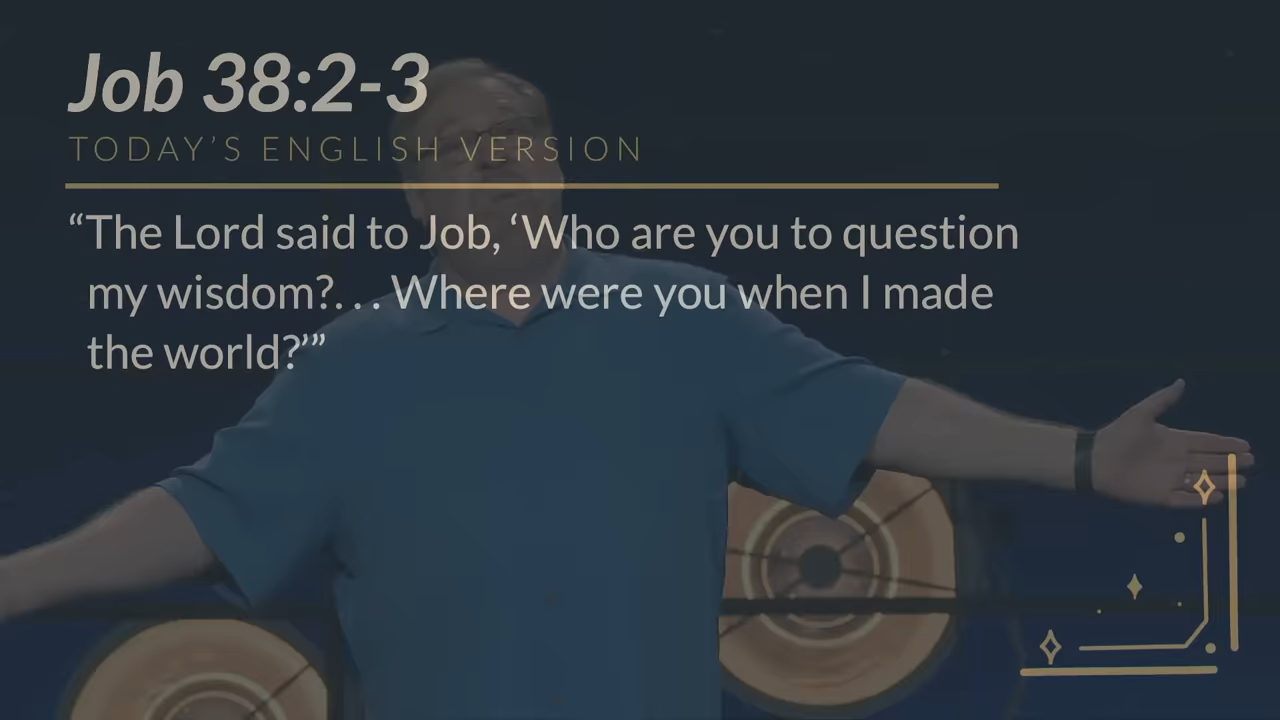 Job 38:2-3
TODAY’S ENGLISH VERSION
“The Lord said to Job, ‘Who are you to question
my wisdom?. . . Where were you when I made
the world?’”